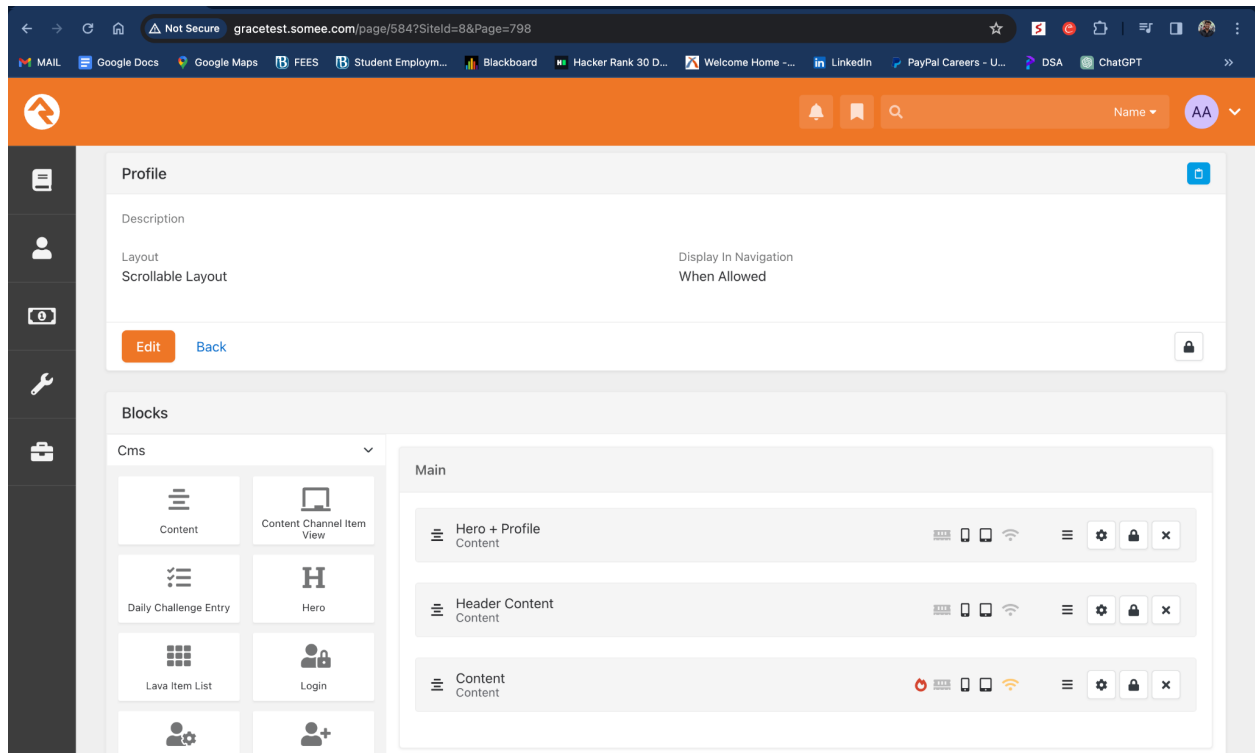 Not Secure gracetest.somee.com/page/584?SiteId=8&Page=798
MAIL Google Docs Google Maps FEES Student Employm... Blackboard Hacker Rank 30 D... Welcome Home -... LinkedIn PayPal Careers - U... DSA ChatGPT
Name AA
Profile
Description
Layout
Scrollable Layout
Display In Navigation
When Allowed
Edit Back
Blocks
Cms
Content
Content Channel Item
View
Daily Challenge Entry
Hero
Lava Item List
Login
Main
Hero + Profile
Content
Header Content
Content
Content
Content